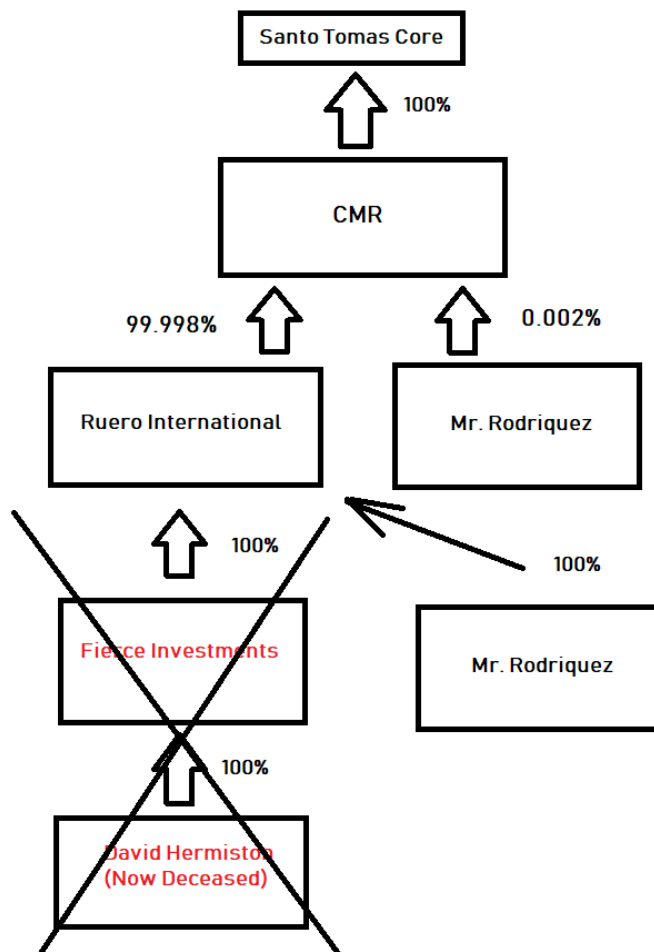 Santo Tomas Core
100%
CMR
99.998%
0.002%
Ruero International
Mr. Rodriquez
100%
100%
Fierce Investments
Mr. Rodriquez
100%
David Hermiston
(Now Deceased)